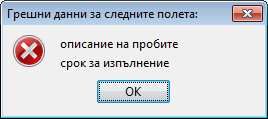 Грешни данни за следните полета:
описание на пробите
срок за изпълнение
OK